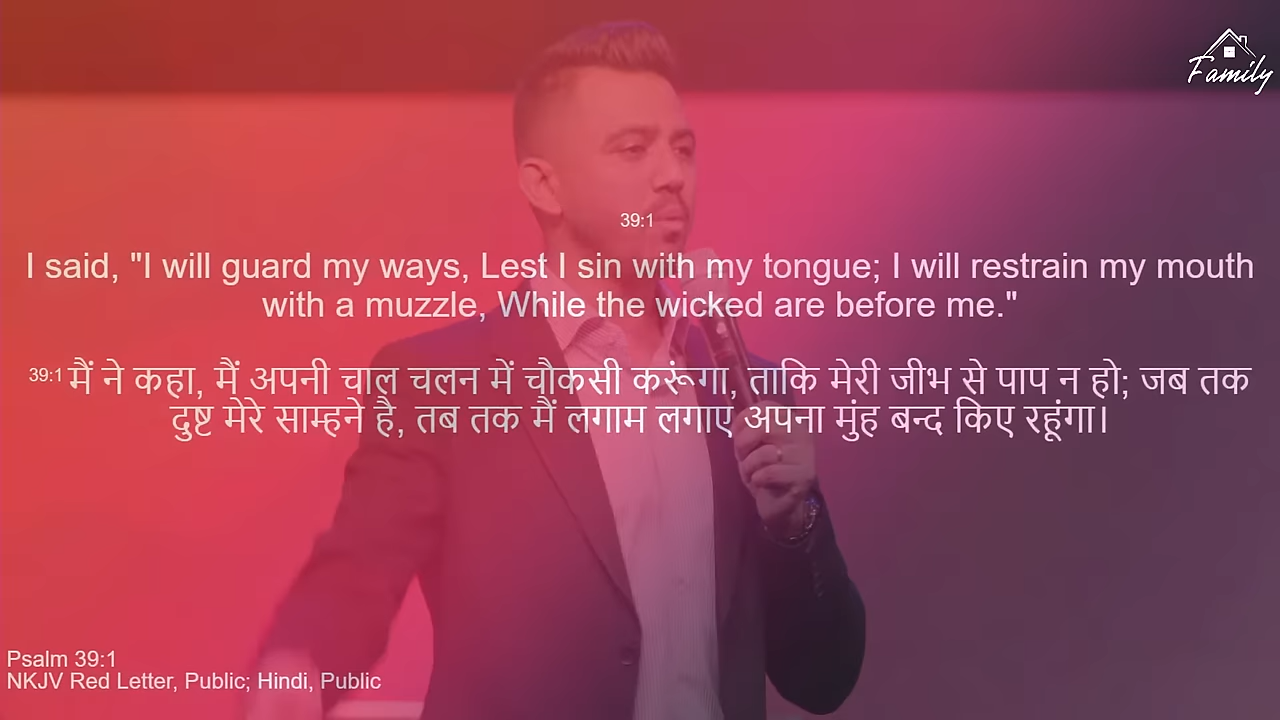 Family
39:1
I said, "I will guard my ways, Lest I sin with my tongue; I will restrain my mouth
with a muzzle, While the wicked are before me."
39:1 मैं ने कहा, मैं अपनी चाल चलन में चौकसी करूंगा, ताकि मेरी जीभ से पाप न हो; जब तक
दुष्ट मेरे साम्हने है, तब तक मैं लगाम लगाए अपना मुंह बन्द किए रहूंगा।
Psalm 39:1
NKJV Red Letter, Public; Hindi, Public